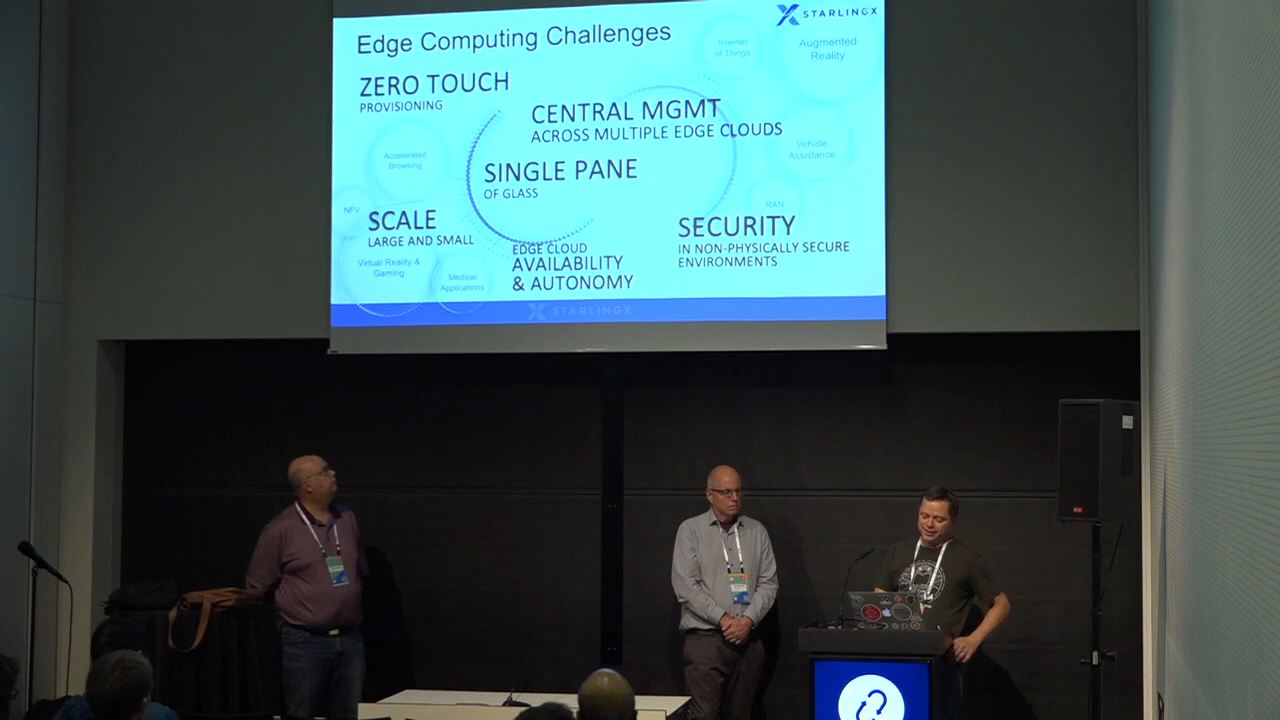 STARLINGX
Edge Computing Challenges
Internet
of Things
Augmented
Reality
ZERO TOUCH
PROVISIONING
CENTRAL MGMT
ACROSS MULTIPLE EDGE CLOUDS
Accelerated
Browsing
Vehicle
Assistance
SINGLE PANE
OF GLASS
NFV
RAN
SCALE
LARGE AND SMALL
SECURITY
IN NON-PHYSICALLY SECURE
ENVIRONMENTS
EDGE CLOUD
AVAILABILITY
& AUTONOMY
Virtual Reality &
Gaming
Medical
Applications
STARLINGX